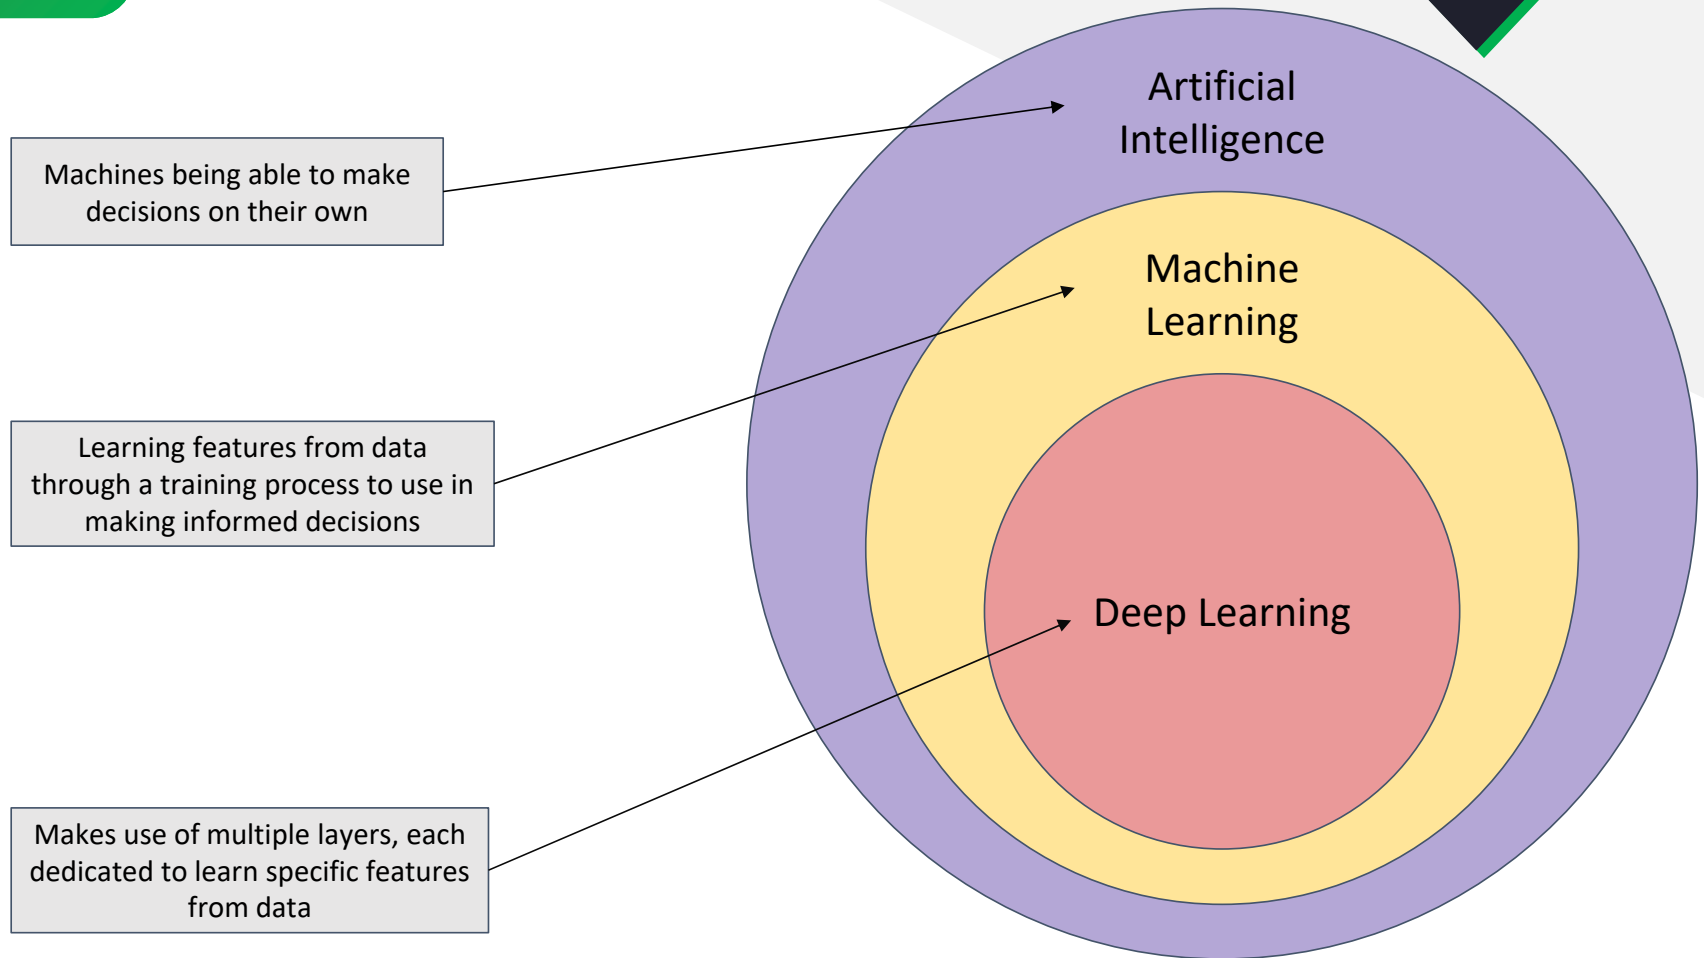 Artificial
Intelligence
Machines being able to make
decisions on their own
Machine
Learning
Learning features from data
through a training process to use in
making informed decisions
Deep Learning
Makes use of multiple layers, each
dedicated to learn specific features
from data